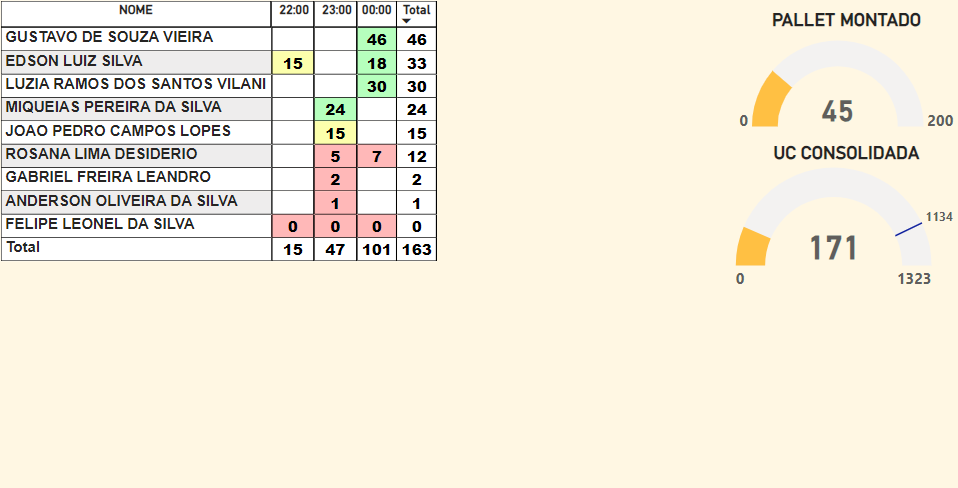 NOME 22:00 23:00 00:00 Total
GUSTAVO DE SOUZA VIEIRA 46 46
EDSON LUIZ SILVA 15 18 33
LUZIA RAMOS DOS SANTOS VILANI 30 30
MIQUEIAS PEREIRA DA SILVA 24 24
JOAO PEDRO CAMPOS LOPES 15 15
ROSANA LIMA DESIDERIO 5 7 12
GABRIEL FREIRA LEANDRO 2 2
ANDERSON OLIVEIRA DA SILVA 1 1
FELIPE LEONEL DA SILVA 0 0 0 0
Total 15 47 101 163
PALLET MONTADO
0 45 200
UC CONSOLIDADA
1134
171
0 1323